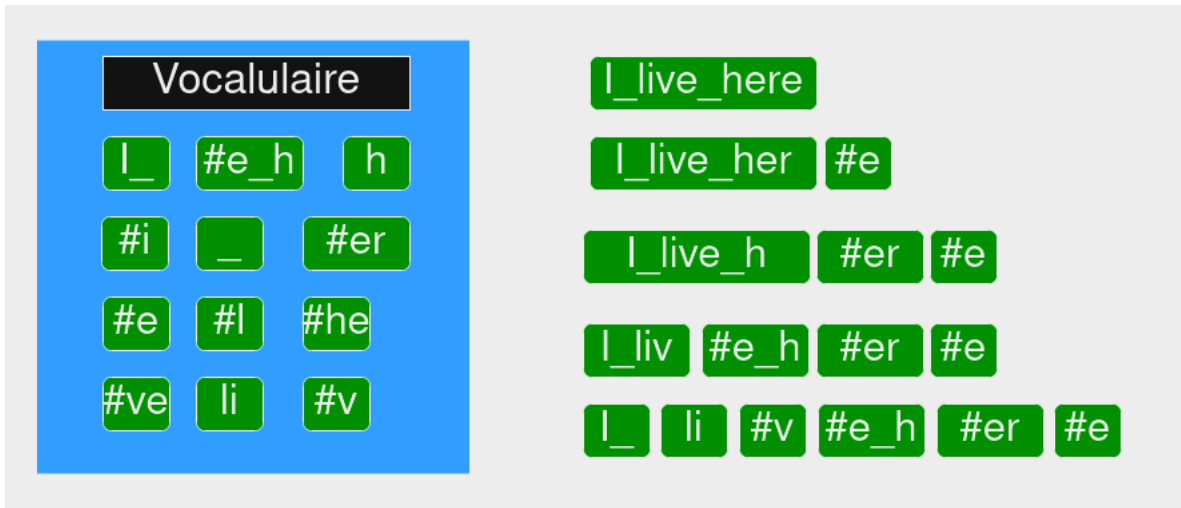 Vocalulaire
I_ #e_h h
#i _ #er
#e #l #he
#ve li #v
I_live_here
I_live_her #e
I_live_h #er #e
I_liv #e_h #er #e
I_ li #v #e_h #er #e